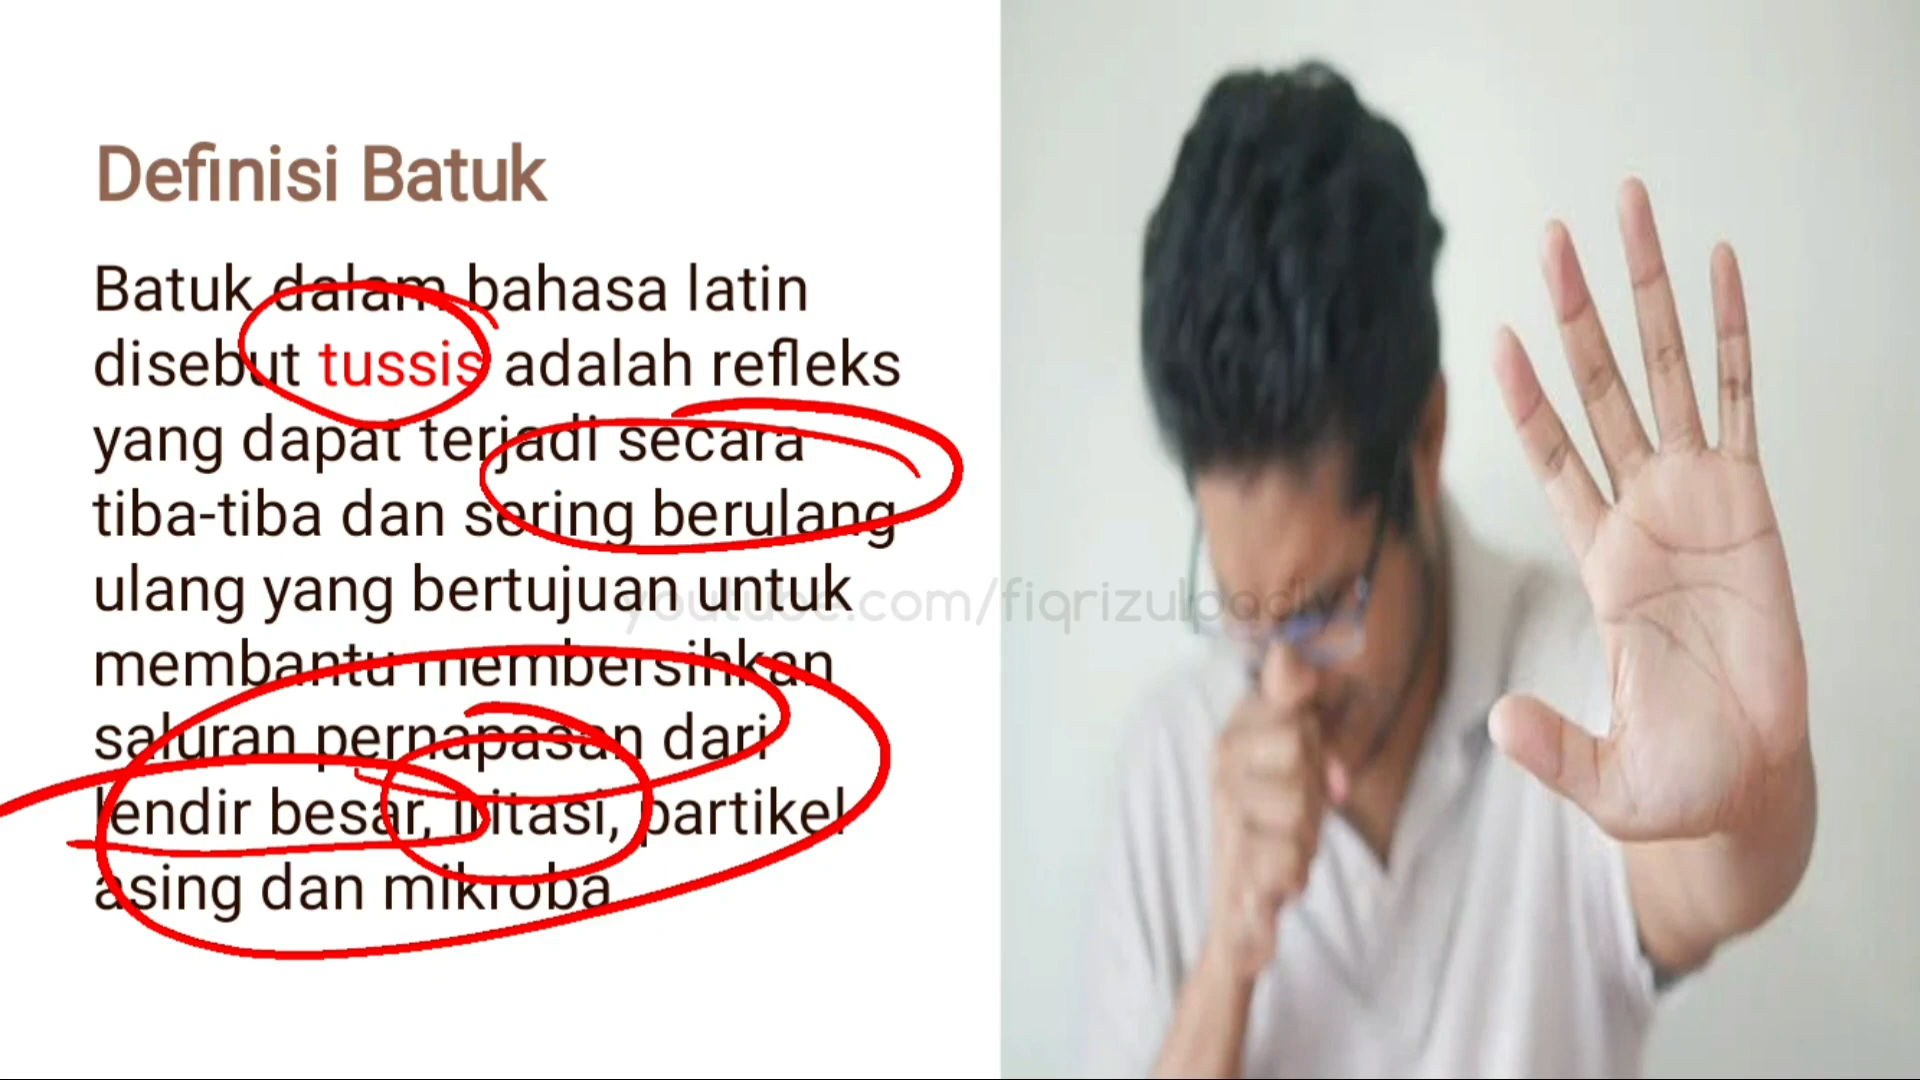 Definisi Batuk
Batuk dalam bahasa latin
disebut tussis adalah refleks
yang dapat terjadi secara
tiba-tiba dan sering berulang
ulang yang bertujuan untuk
membantu membersihkan
saluran pernapasan dari
lendir besar, iritasi, partikel
asing dan mikroba
youtube.com/fiqrizulpadly